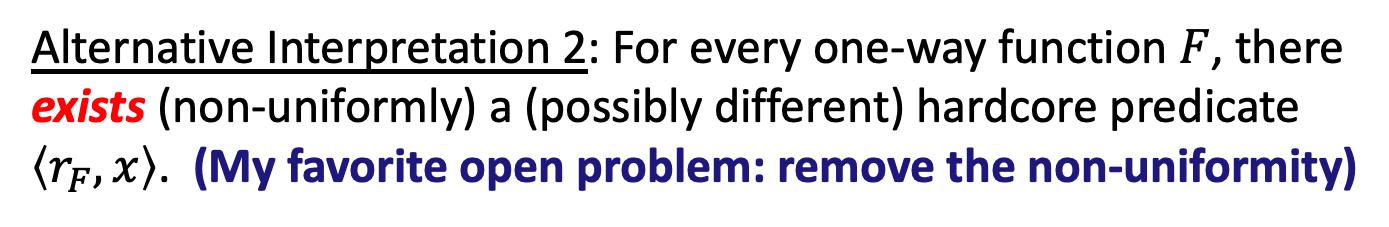 Alternative Interpretation 2: For every one-way function F, there
exists (non-uniformly) a (possibly different) hardcore predicate
⟨r_F, x⟩. (My favorite open problem: remove the non-uniformity)